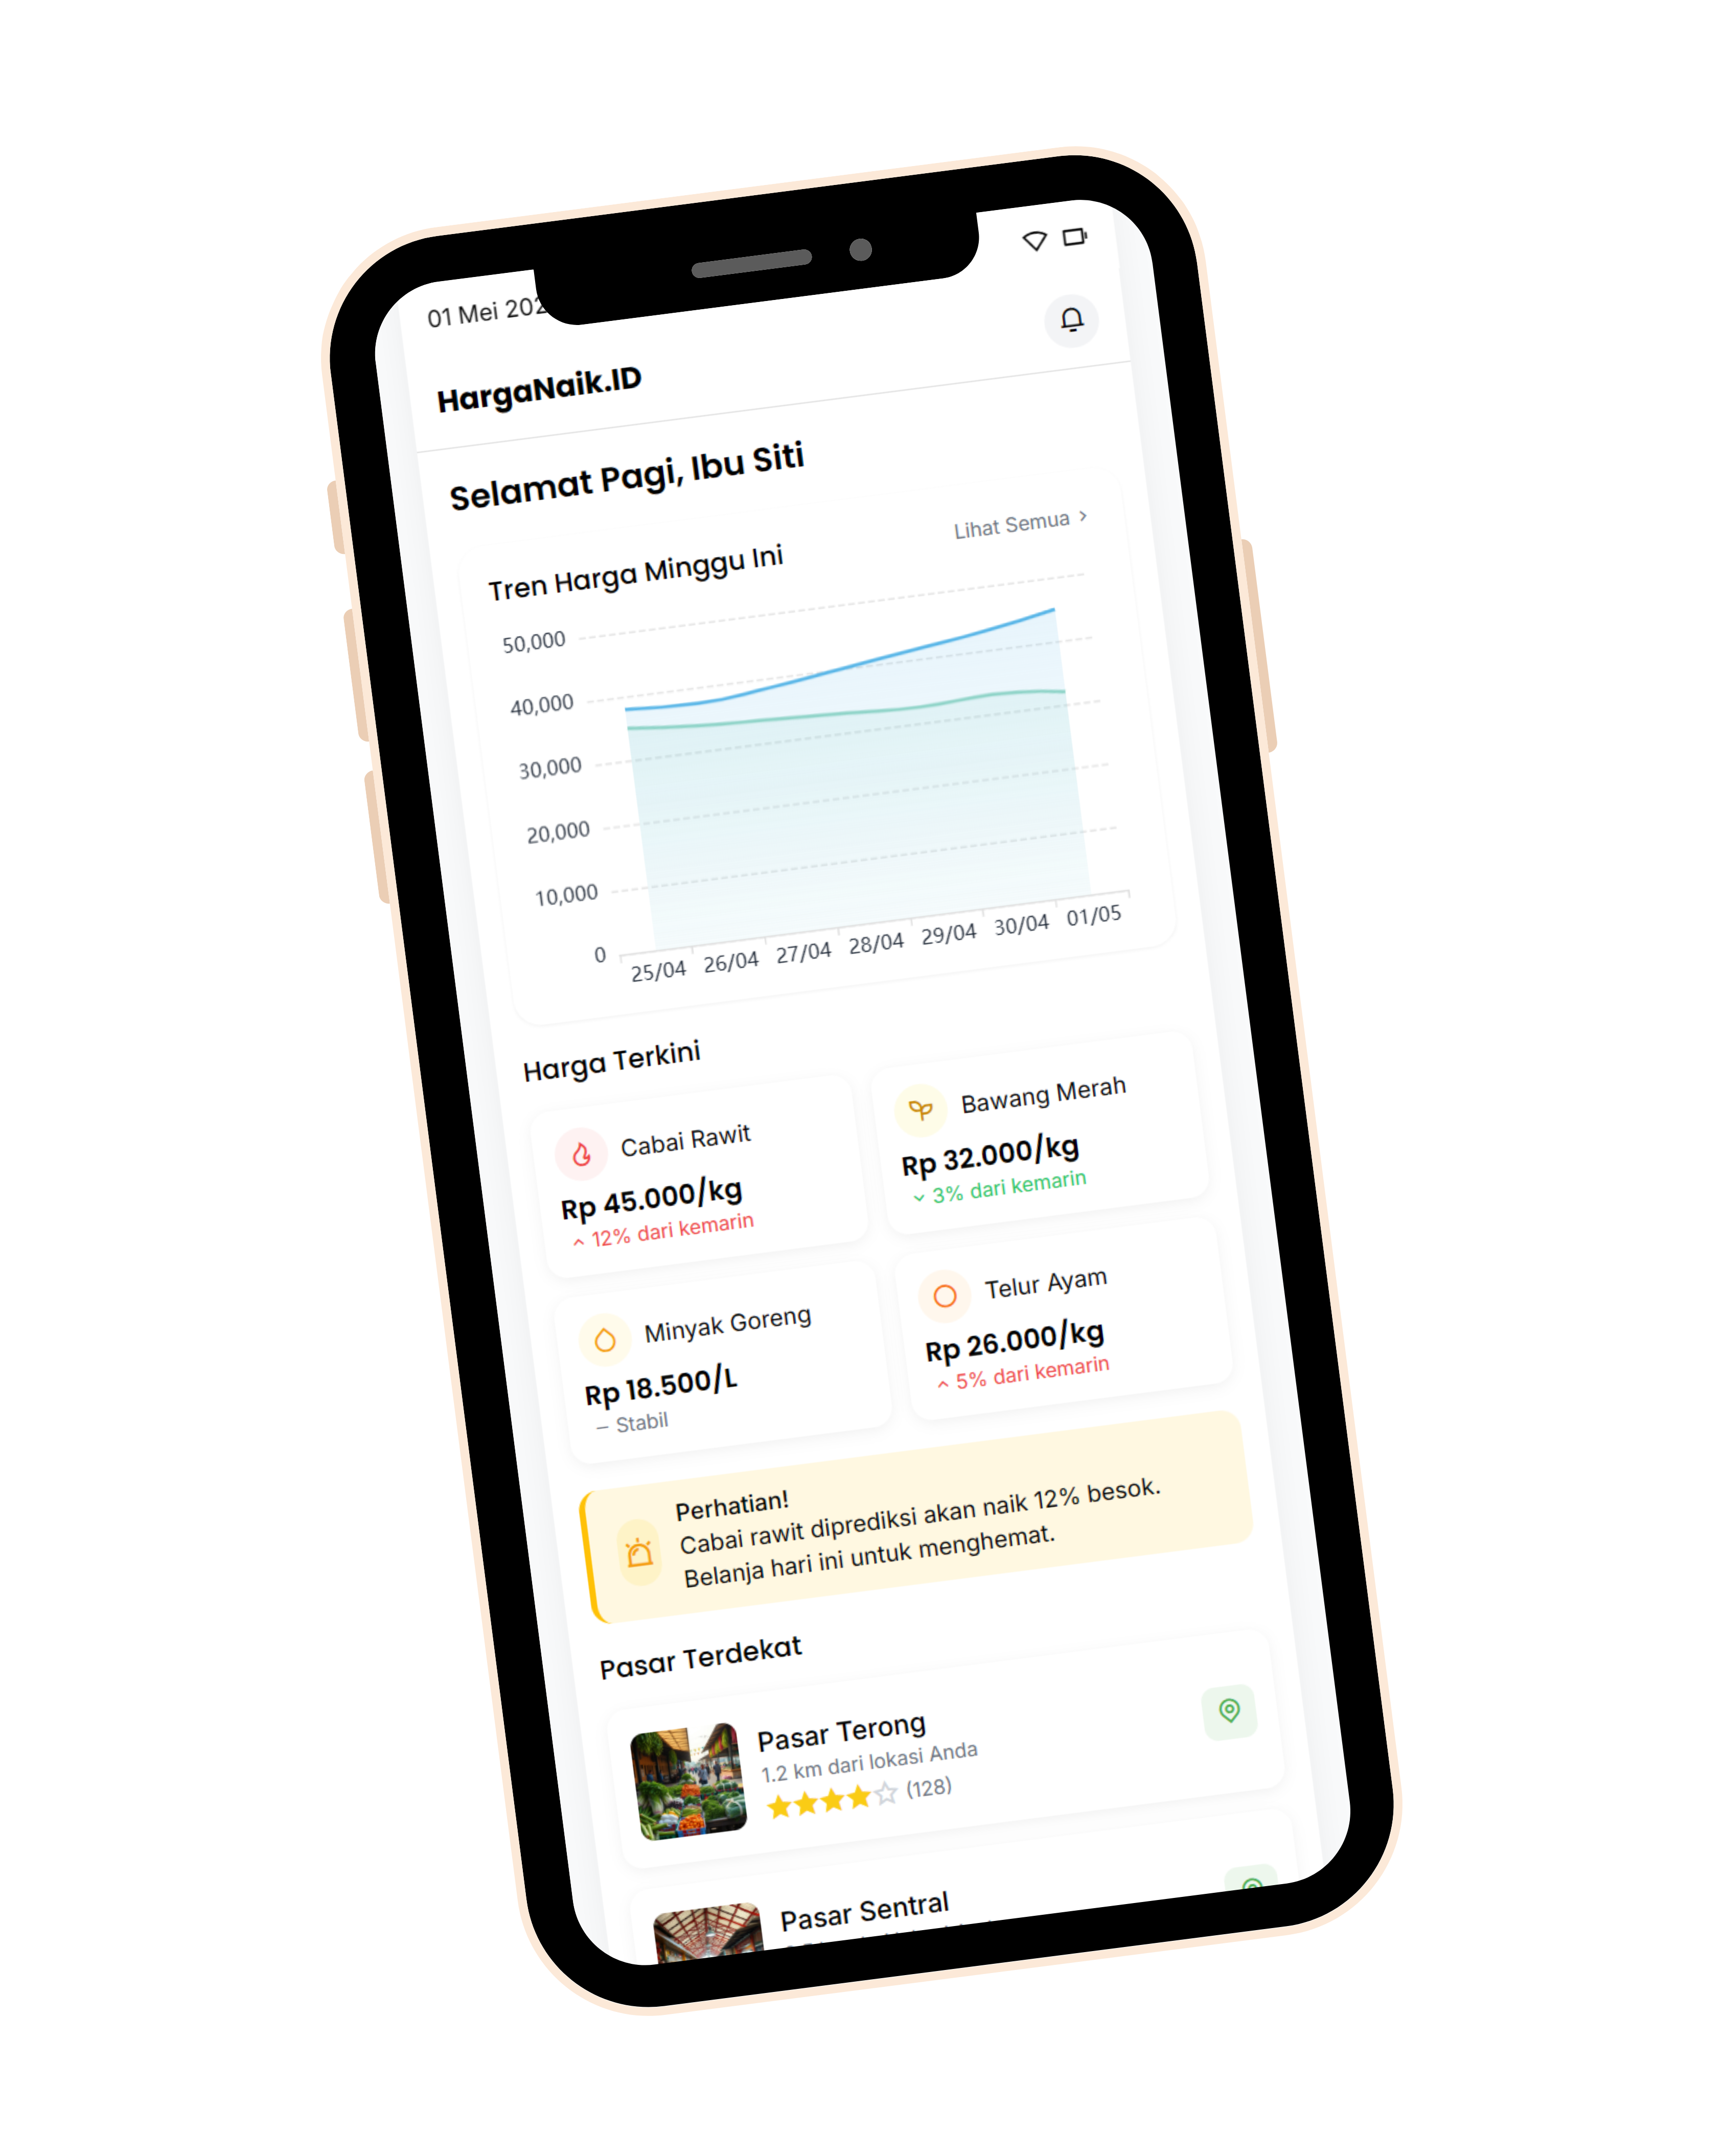 01 Mei 202
HargaNaik.ID
Selamat Pagi, Ibu Siti
Tren Harga Minggu Ini
Lihat Semua >
50,000
40,000
30,000
20,000
10,000
0
25/04 26/04 27/04 28/04 29/04 30/04 01/05
Harga Terkini
Cabai Rawit
Rp 45.000/kg
12% dari kemarin
Bawang Merah
Rp 32.000/kg
3% dari kemarin
Minyak Goreng
Rp 18.500/L
– Stabil
Telur Ayam
Rp 26.000/kg
5% dari kemarin
Perhatian!
Cabai rawit diprediksi akan naik 12% besok.
Belanja hari ini untuk menghemat.
Pasar Terdekat
Pasar Terong
1.2 km dari lokasi Anda
(128)
Pasar Sentral